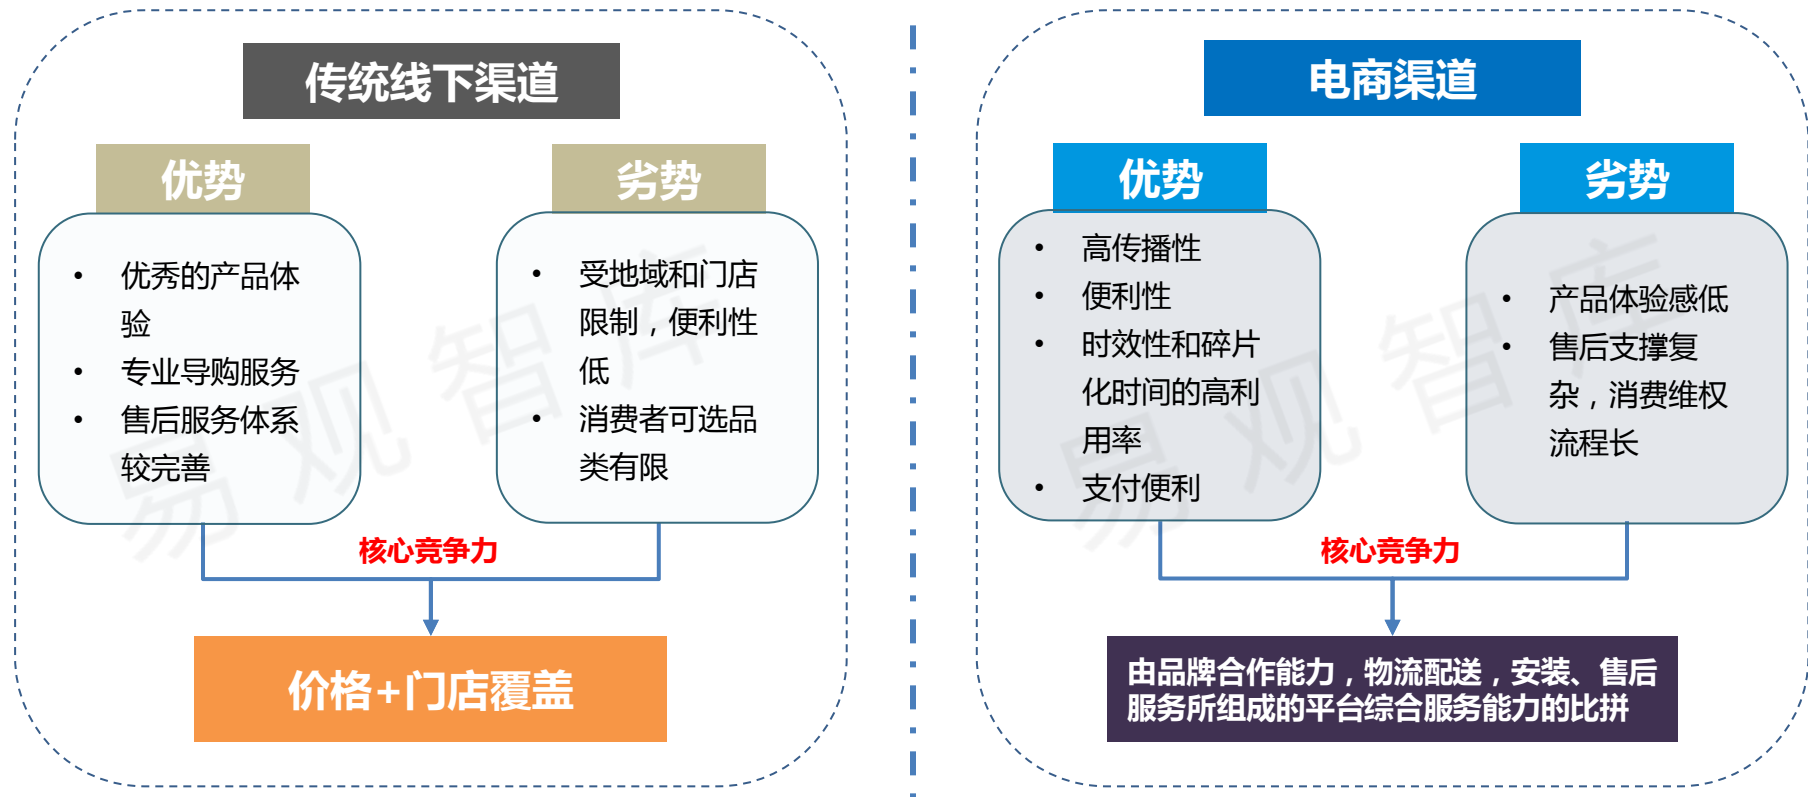 传统线下渠道
优势
• 优秀的产品体
验
• 专业导购服务
• 售后服务体系
较完善
劣势
• 受地域和门店
限制，便利性
低
• 消费者可选品
类有限
核心竞争力
价格+门店覆盖
电商渠道
优势
• 高传播性
• 便利性
• 时效性和碎片
化时间的高利
用率
• 支付便利
劣势
• 产品体验感低
• 售后支撑复
杂，消费维权
流程长
核心竞争力
由品牌合作能力，物流配送，安装、售后
服务所组成的平台综合服务能力的比拼
易观智库
易观智库